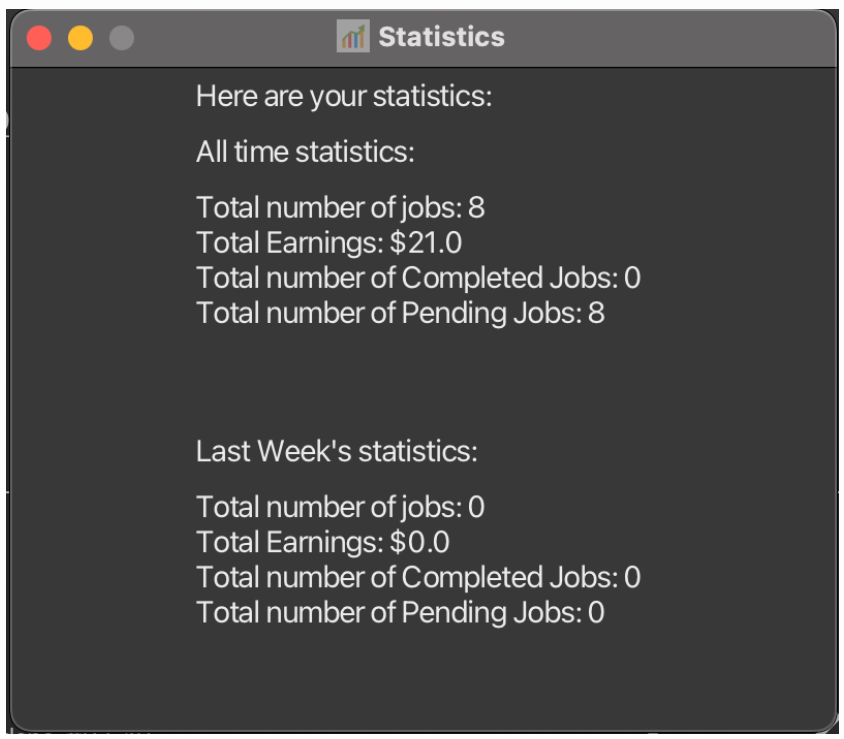 Statistics
Here are your statistics:
All time statistics:
Total number of jobs: 8
Total Earnings: $21.0
Total number of Completed Jobs: 0
Total number of Pending Jobs: 8
Last Week's statistics:
Total number of jobs: 0
Total Earnings: $0.0
Total number of Completed Jobs: 0
Total number of Pending Jobs: 0